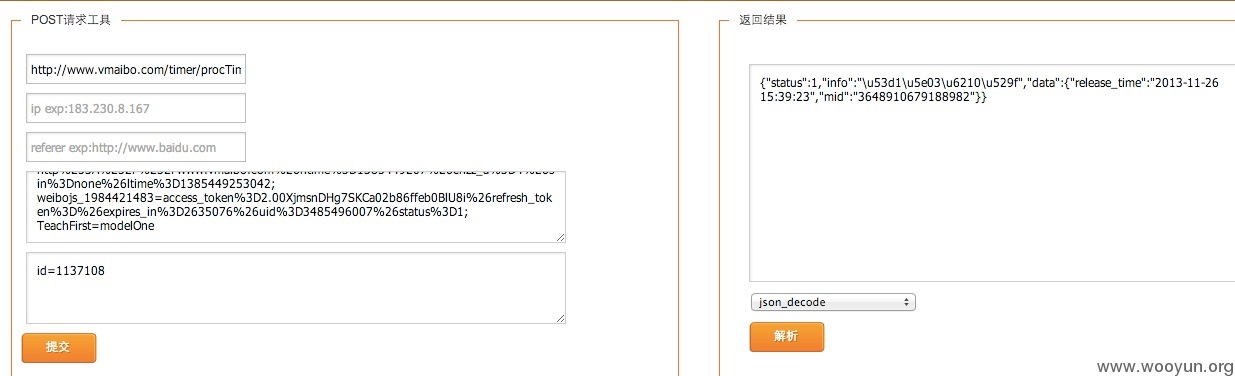 POST请求工具
http://www.vmaibo.com/timer/procTin
ip exp:183.230.8.167
referer exp:http://www.baidu.com
in%3Dnone%26ltime%3D1385449253042;
weibojs_1984421483=access_token%3D2.00XjmsnDHg7SKCa02b86ffeb0BlU8i%26refresh_tok
en%3D%26expires_in%3D2635076%26uid%3D3485496007%26status%3D1;
TeachFirst=modelOne
id=1137108
提交
返回结果
{"status":1,"info":"\u53d1\u5e03\u6210\u529f","data":{"release_time":"2013-11-26
15:39:23","mid":"3648910679188982"}}
json_decode
解析
www.wooyun.org